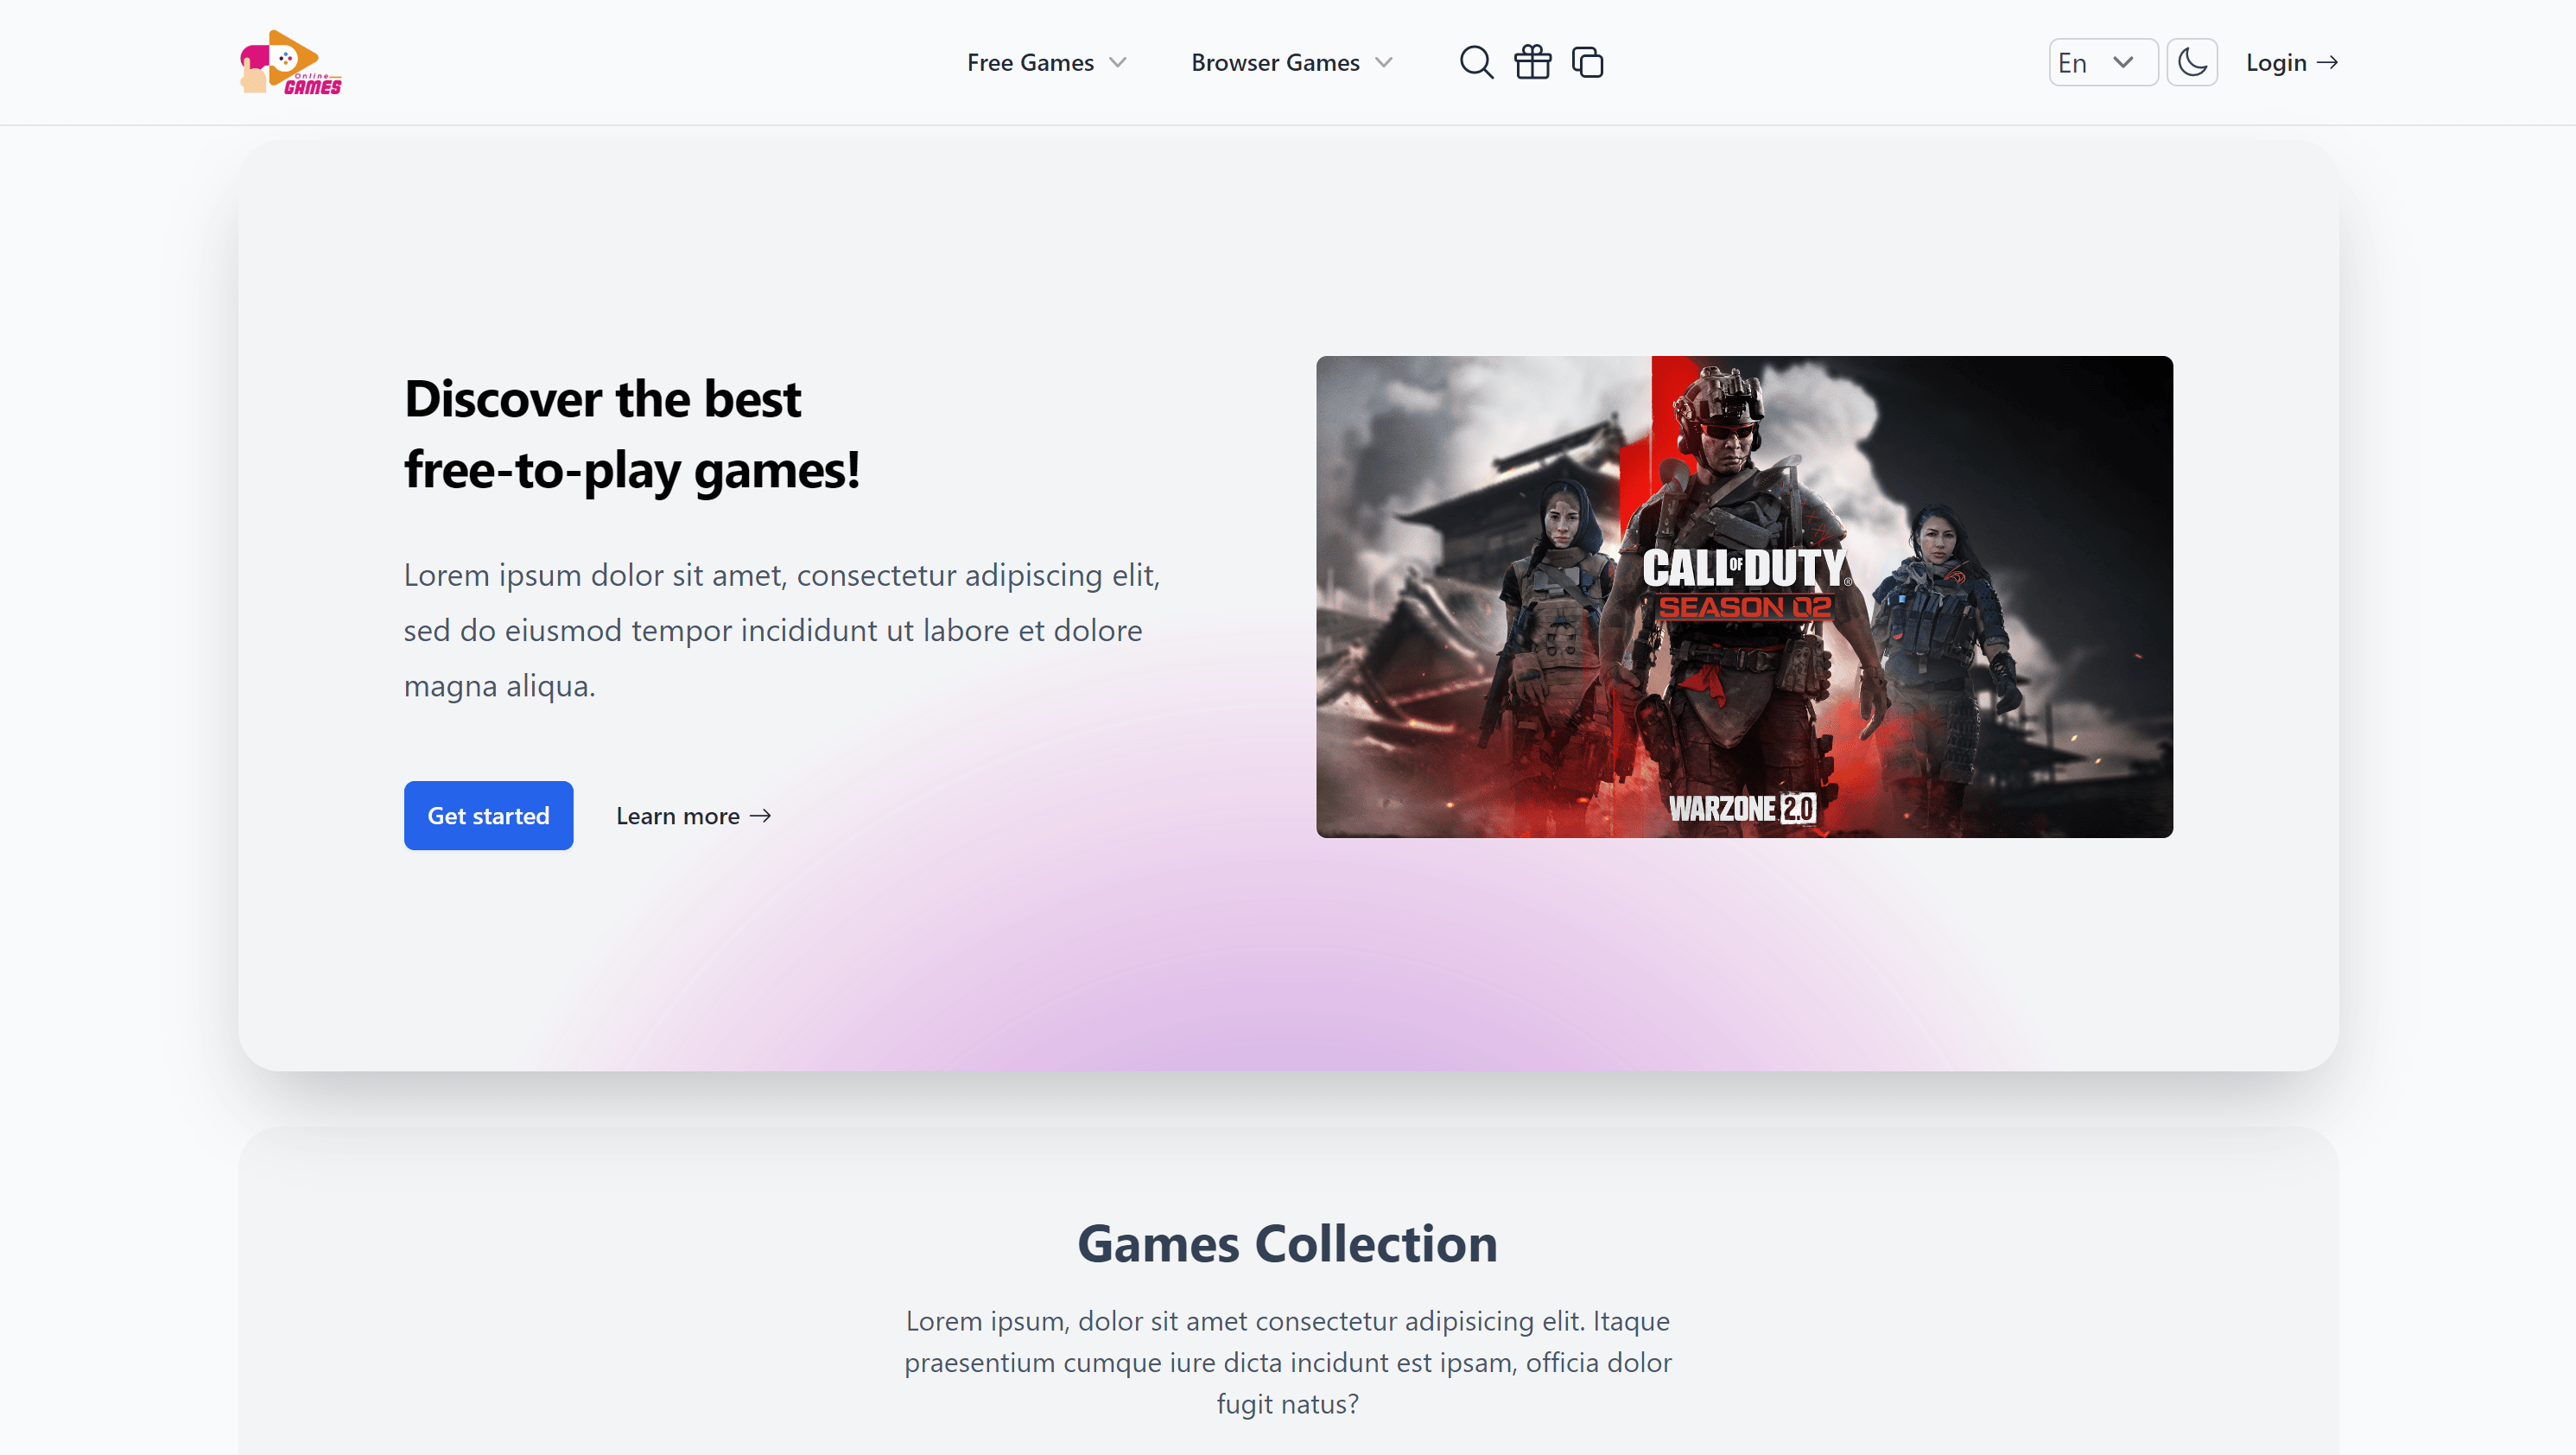 Online
GAMES
Free Games
Browser Games
En
Login →
Discover the best
free-to-play games!
Lorem ipsum dolor sit amet, consectetur adipiscing elit,
sed do eiusmod tempor incididunt ut labore et dolore
magna aliqua.
Get started
Learn more →
CALL OF DUTY®
SEASON 02
WARZONE 2.0
Games Collection
Lorem ipsum, dolor sit amet consectetur adipisicing elit. Itaque
praesentium cumque iure dicta incidunt est ipsam, officia dolor
fugit natus?